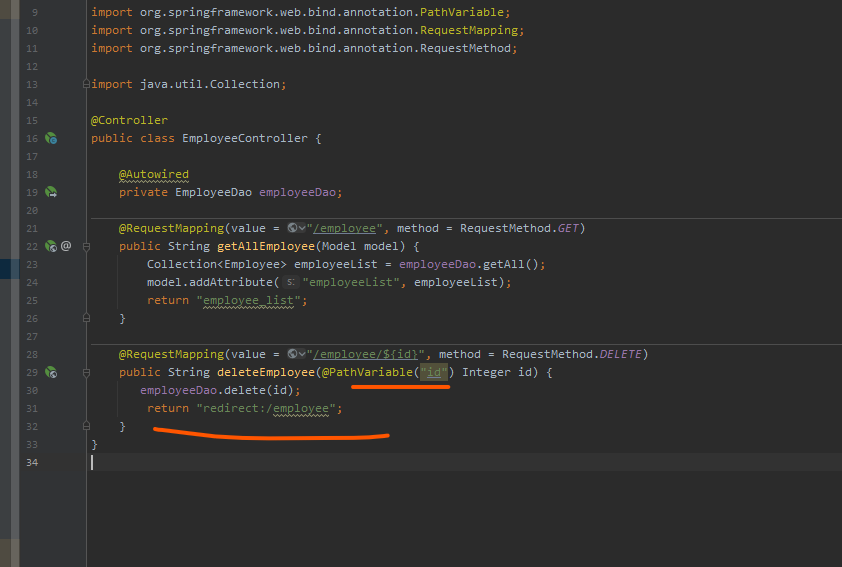 9 import org.springframework.web.bind.annotation.PathVariable;
10 import org.springframework.web.bind.annotation.RequestMapping;
11 import org.springframework.web.bind.annotation.RequestMethod;
12
13 import java.util.Collection;
14
15 @Controller
16 public class EmployeeController {
17
18 @Autowired
19 private EmployeeDao employeeDao;
20
21 @RequestMapping(value = "/employee", method = RequestMethod.GET)
22 @ public String getAllEmployee(Model model) {
23 Collection<Employee> employeeList = employeeDao.getAll();
24 model.addAttribute( s: "employeeList", employeeList);
25 return "employee_list";
26 }
27
28 @RequestMapping(value = "/employee/${id}", method = RequestMethod.DELETE)
29 public String deleteEmployee(@PathVariable("id") Integer id) {
30 employeeDao.delete(id);
31 return "redirect:/employee";
32 }
33 }
34